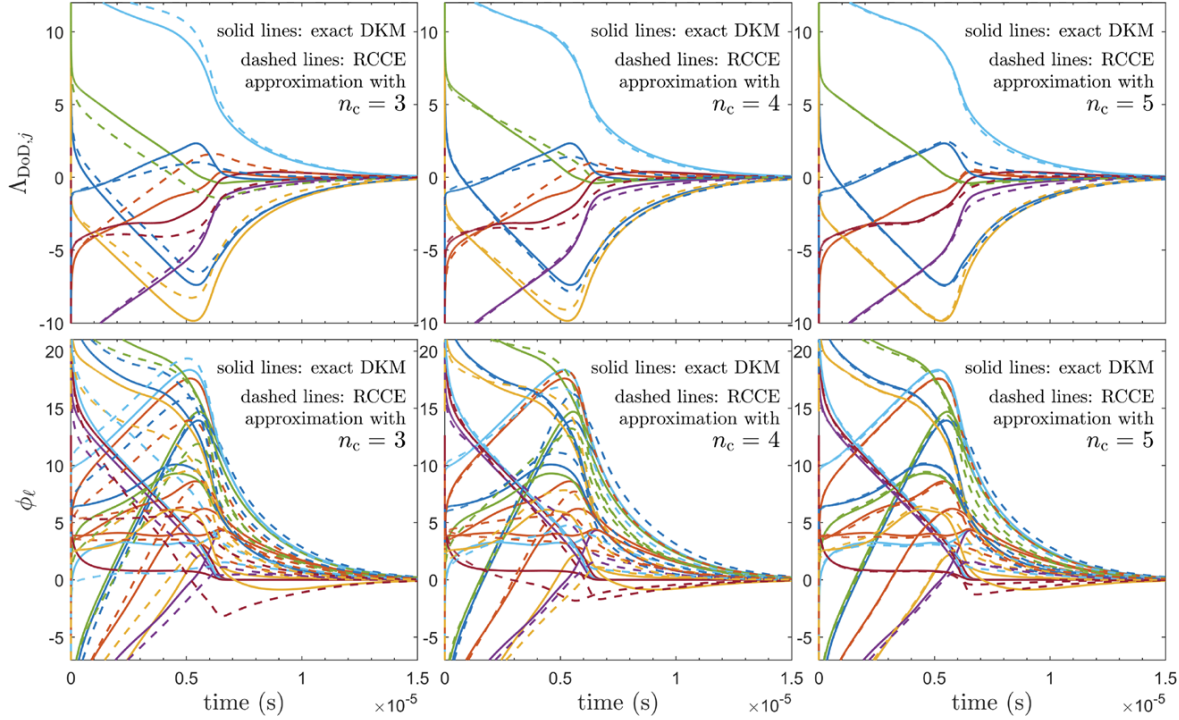 Λ_DoD,j
10
5
0
-5
-10
solid lines: exact DKM
dashed lines: RCCE
approximation with
n_c = 3
10
5
0
-5
-10
solid lines: exact DKM
dashed lines: RCCE
approximation with
n_c = 4
10
5
0
-5
-10
solid lines: exact DKM
dashed lines: RCCE
approximation with
n_c = 5
ϕ_ℓ
20
15
10
5
0
-5
solid lines: exact DKM
dashed lines: RCCE
approximation with
n_c = 3
0 0.5 1 1.5
time (s) ×10⁻⁵
20
15
10
5
0
-5
solid lines: exact DKM
dashed lines: RCCE
approximation with
n_c = 4
0 0.5 1 1.5
time (s) ×10⁻⁵
20
15
10
5
0
-5
solid lines: exact DKM
dashed lines: RCCE
approximation with
n_c = 5
0 0.5 1 1.5
time (s) ×10⁻⁵